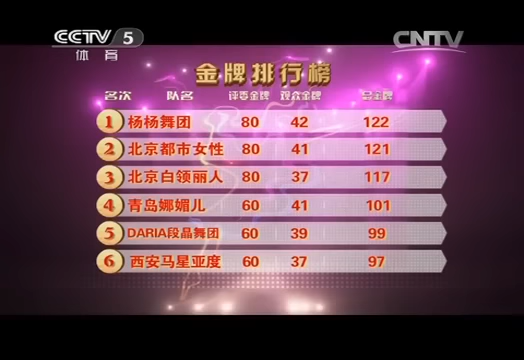 CCTV 5
体育
CNTV
金牌排行榜
名次 队名 评委金牌 观众金牌 总金牌
1 杨杨舞团 80 42 122
2 北京都市女性 80 41 121
3 北京白领丽人 80 37 117
4 青岛娜媚儿 60 41 101
5 DARIA段晶舞团 60 39 99
6 西安马星亚度 60 37 97